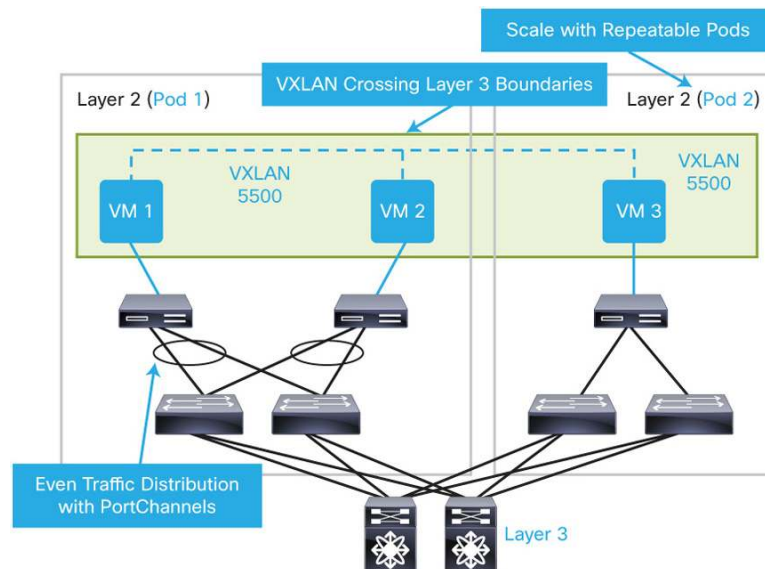 Scale with Repeatable Pods
VXLAN Crossing Layer 3 Boundaries
Layer 2 (Pod 1)
Layer 2 (Pod 2)
VXLAN
5500
VXLAN
5500
VM 1
VM 2
VM 3
Even Traffic Distribution
with PortChannels
Layer 3